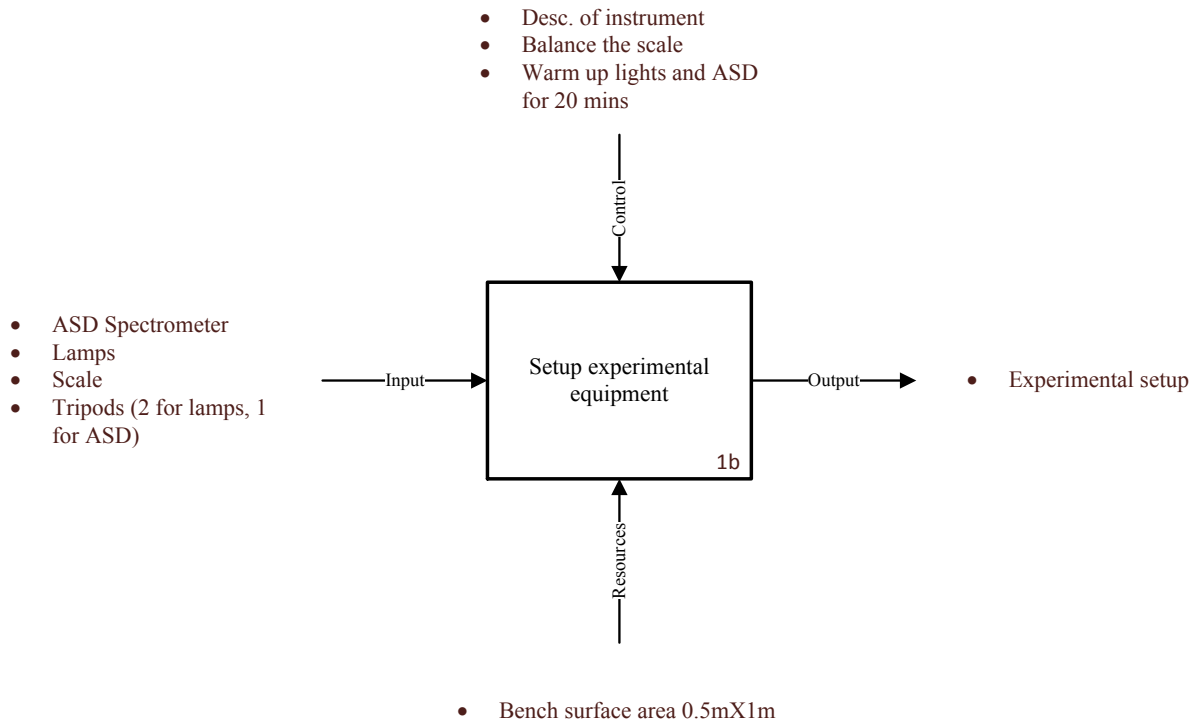 • Desc. of instrument
• Balance the scale
• Warm up lights and ASD
for 20 mins
Control
• ASD Spectrometer
• Lamps
• Scale
• Tripods (2 for lamps, 1
for ASD)
Input
Setup experimental
equipment
1b
Output
• Experimental setup
Resources
• Bench surface area 0.5mX1m